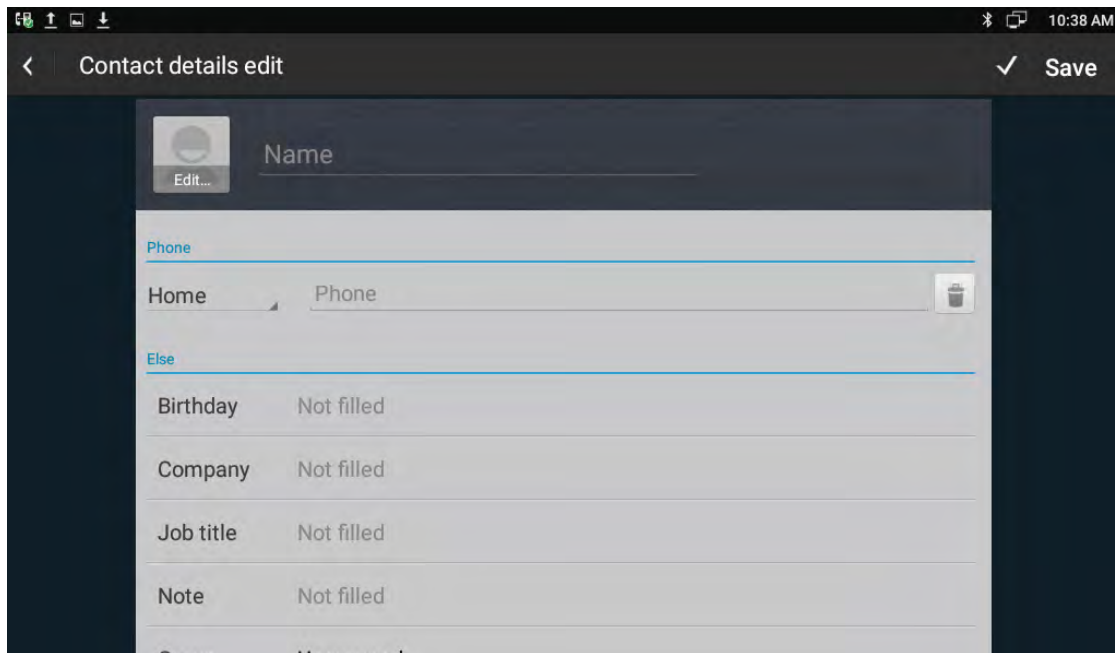 10:38 AM
Contact details edit
Save
Name
Edit...
Phone
Home
Phone
Else
Birthday
Not filled
Company
Not filled
Job title
Not filled
Note
Not filled